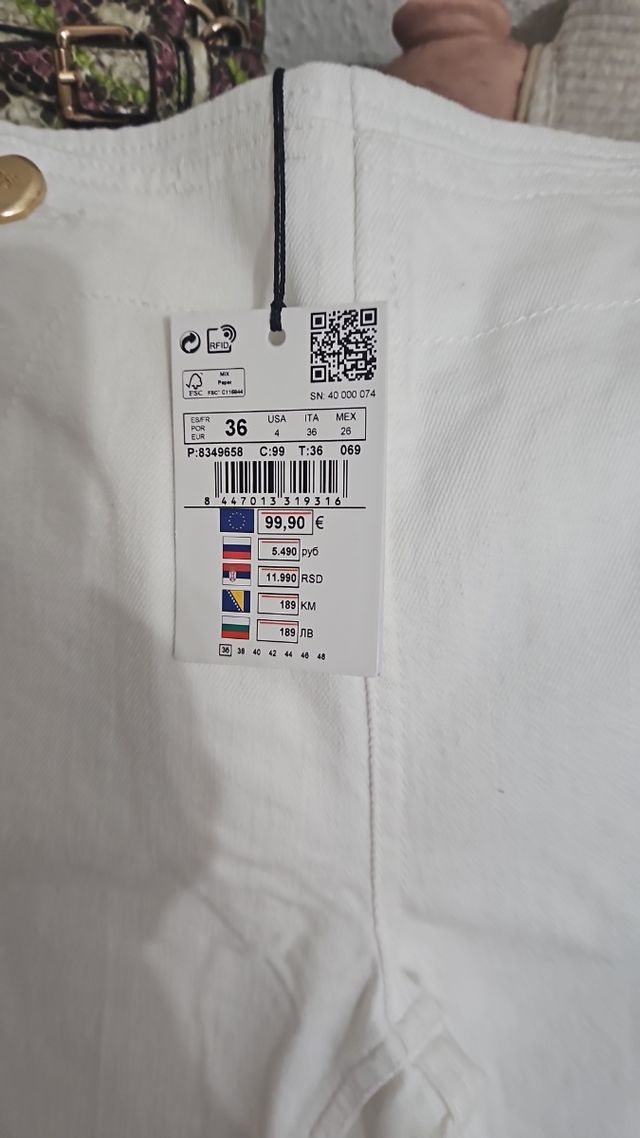 RFID
MIX
Paper
FSC
FSC® C115644
SN: 40 000 074
ES/FR
POR
EUR
36
USA
4
ITA
36
MEX
26
P:8349658 C:99 T:36 069
8 447013 319316
99,90 €
5.490 руб
11.990 RSD
189 KM
189 ЛВ
36 38 40 42 44 46 48